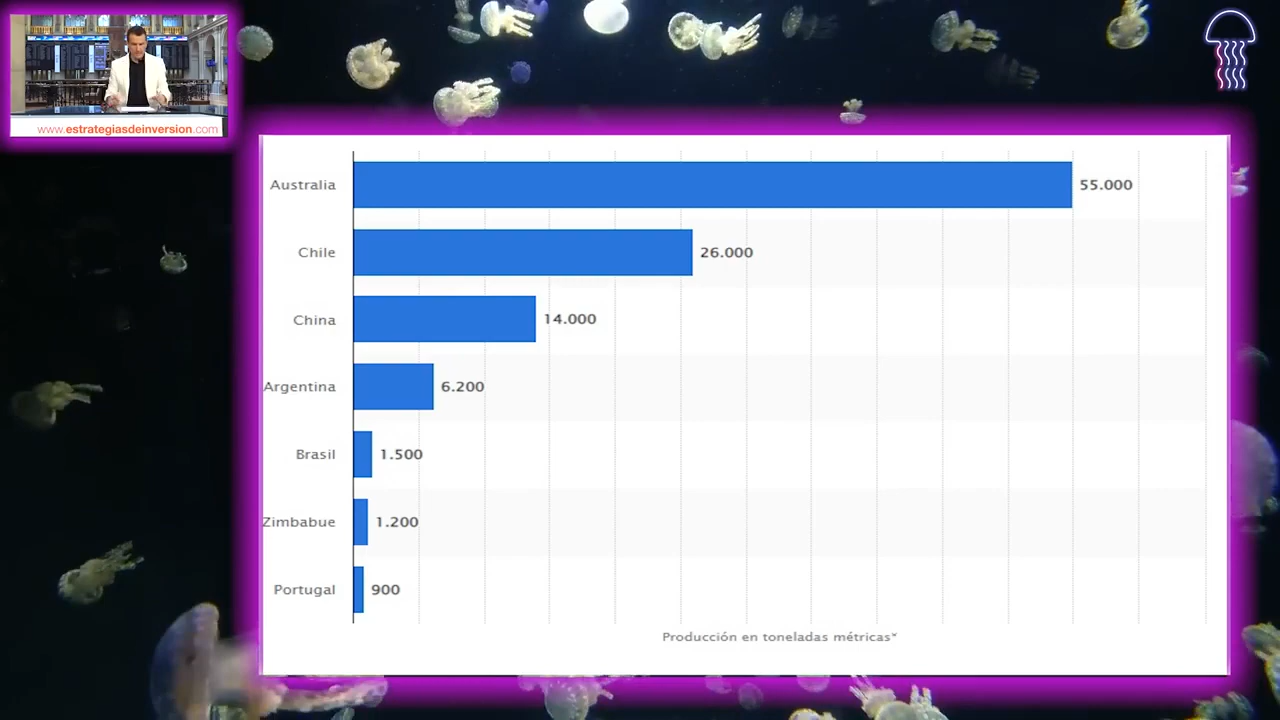 www.estrategiasdeinversion.com
Australia 55.000
Chile 26.000
China 14.000
Argentina 6.200
Brasil 1.500
Zimbabue 1.200
Portugal 900
Producción en toneladas métricas*